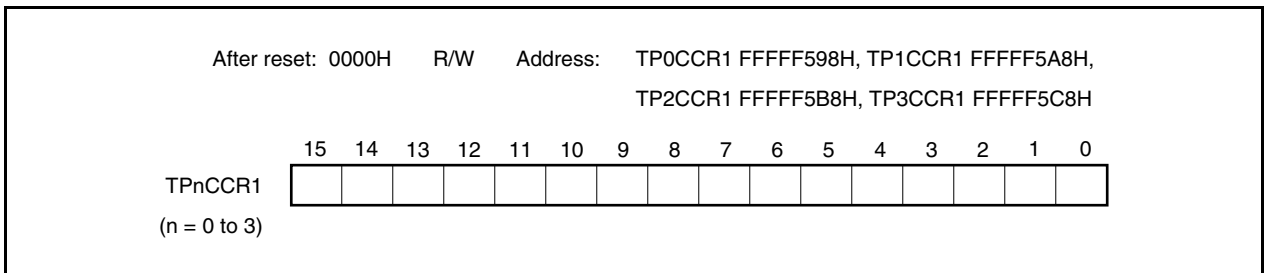 After reset: 0000H R/W Address: TP0CCR1 FFFFF598H, TP1CCR1 FFFFF5A8H,
TP2CCR1 FFFFF5B8H, TP3CCR1 FFFFF5C8H
15 14 13 12 11 10 9 8 7 6 5 4 3 2 1 0
TPnCCR1
(n = 0 to 3)